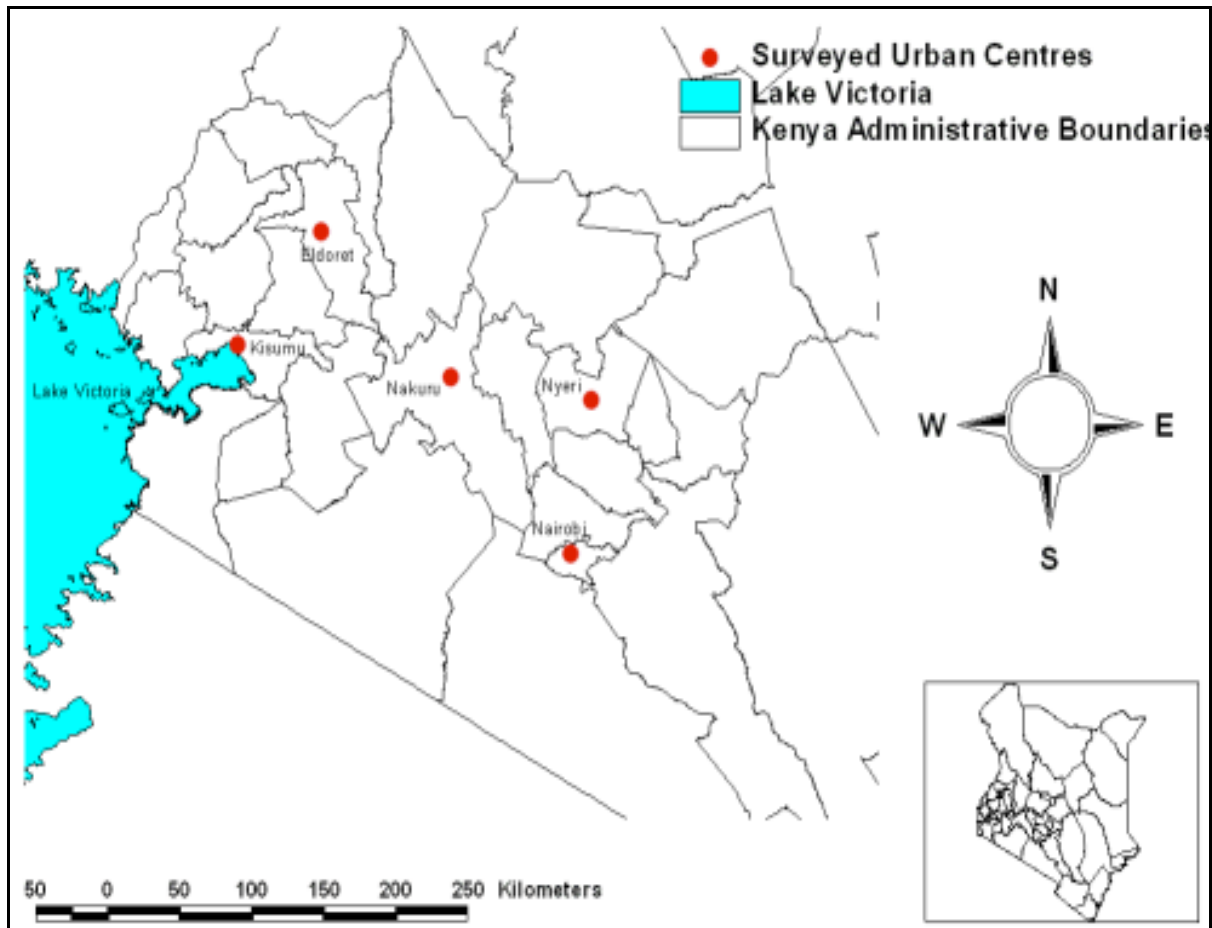 Surveyed Urban Centres
Lake Victoria
Kenya Administrative Boundaries
Eldoret
Kisumu
Lake Victoria
Nakuru
Nyeri
Nairobi
N
W E
S
50 0 50 100 150 200 250 Kilometers